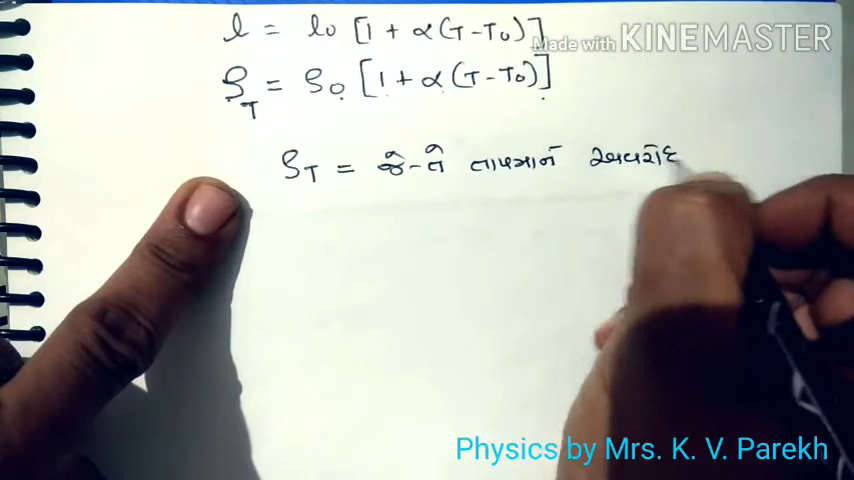 l = l0 [1 + α(T - T0)]
Made with KINEMASTER
ρT = ρ0 [1 + α(T - T0)]
ρT = જે-તે તાપમાને અવરોધ
Physics by Mrs. K. V. Parekh